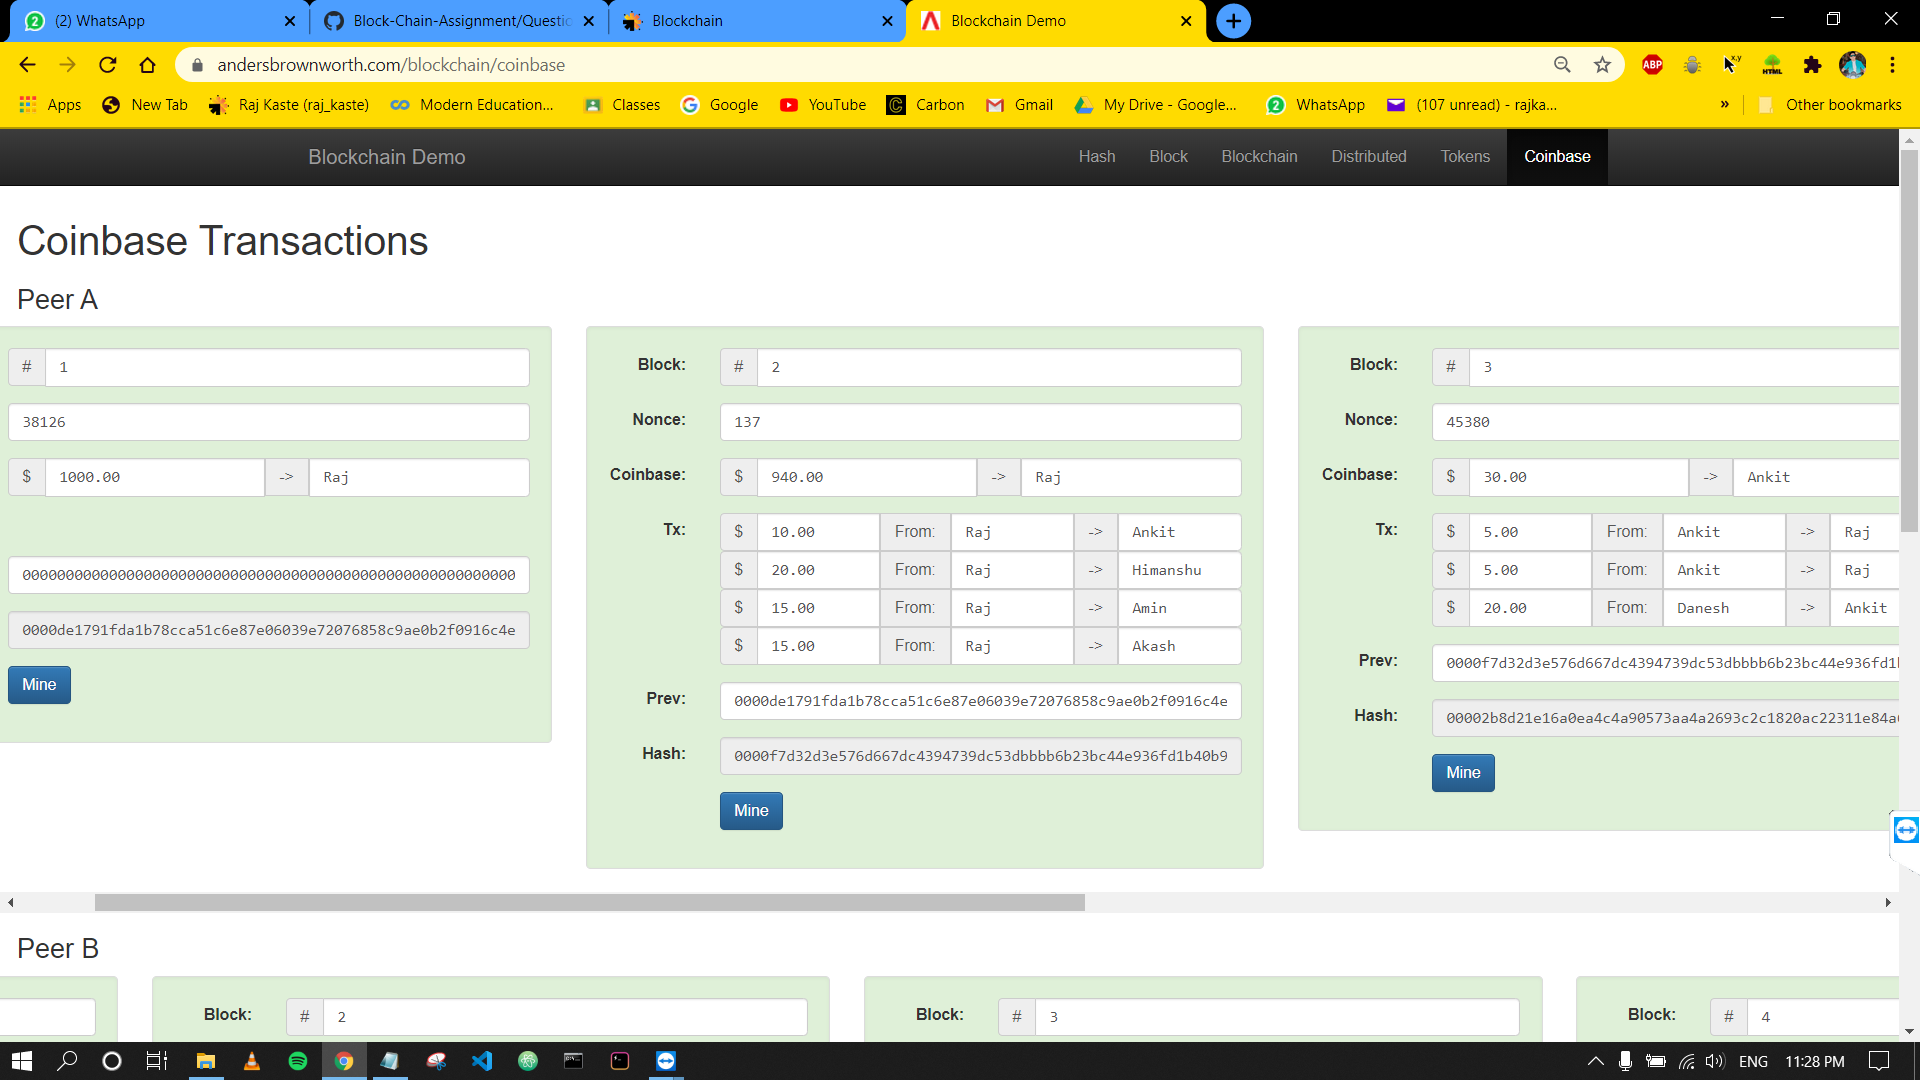 (2) WhatsApp
Block-Chain-Assignment/Questic
Blockchain
Blockchain Demo
andersbrownworth.com/blockchain/coinbase
ABP
x,y
HTML
Apps
New Tab
Raj Kaste (raj_kaste)
Modern Education...
Classes
Google
YouTube
Carbon
Gmail
My Drive - Google...
WhatsApp
(107 unread) - rajka...
»
Other bookmarks
Blockchain Demo
Hash
Block
Blockchain
Distributed
Tokens
Coinbase
Coinbase Transactions
Peer A
# 1
38126
$ 1000.00 -> Raj
0000000000000000000000000000000000000000000000000000000
0000de1791fda1b78cca51c6e87e06039e72076858c9ae0b2f0916c4e
Mine
Block: # 2
Nonce: 137
Coinbase: $ 940.00 -> Raj
Tx: $ 10.00 From: Raj -> Ankit
$ 20.00 From: Raj -> Himanshu
$ 15.00 From: Raj -> Amin
$ 15.00 From: Raj -> Akash
Prev: 0000de1791fda1b78cca51c6e87e06039e72076858c9ae0b2f0916c4e
Hash: 0000f7d32d3e576d667dc4394739dc53dbbbb6b23bc44e936fd1b40b9
Mine
Block: # 3
Nonce: 45380
Coinbase: $ 30.00 -> Ankit
Tx: $ 5.00 From: Ankit -> Raj
$ 5.00 From: Ankit -> Raj
$ 20.00 From: Danesh -> Ankit
Prev: 0000f7d32d3e576d667dc4394739dc53dbbbb6b23bc44e936fd1
Hash: 00002b8d21e16a0ea4c4a90573aa4a2693c2c1820ac22311e84a
Mine
Peer B
Block: # 2
Block: # 3
Block: # 4
ENG
11:28 PM